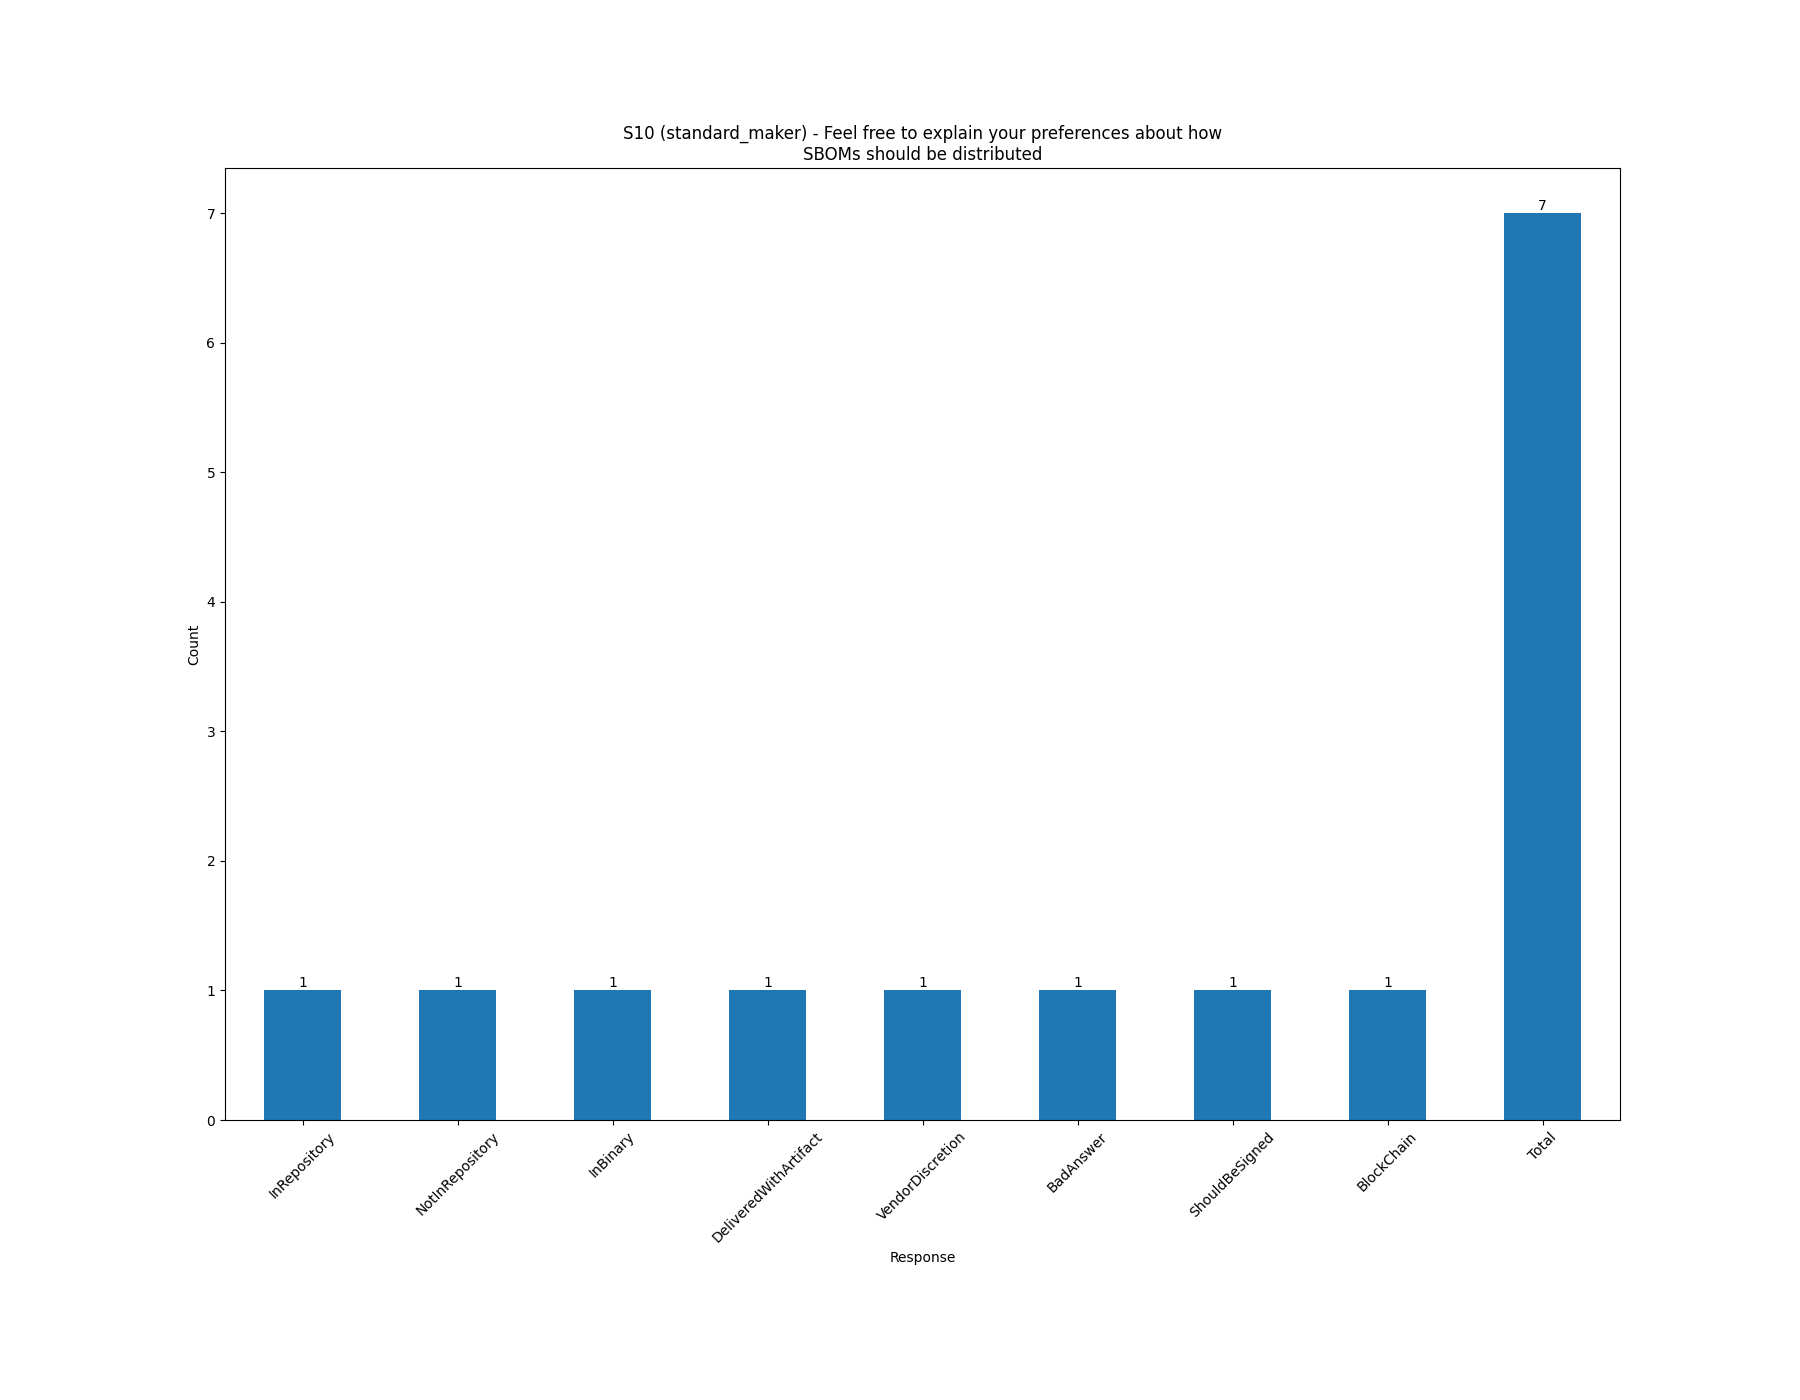 S10 (standard_maker) - Feel free to explain your preferences about how
SBOMs should be distributed
7
6
5
4
3
2
1
0
Count
1
1
1
1
1
1
1
1
7
InRepository
NotInRepository
InBinary
DeliveredWithArtifact
VendorDiscretion
BadAnswer
ShouldBeSigned
BlockChain
Total
Response